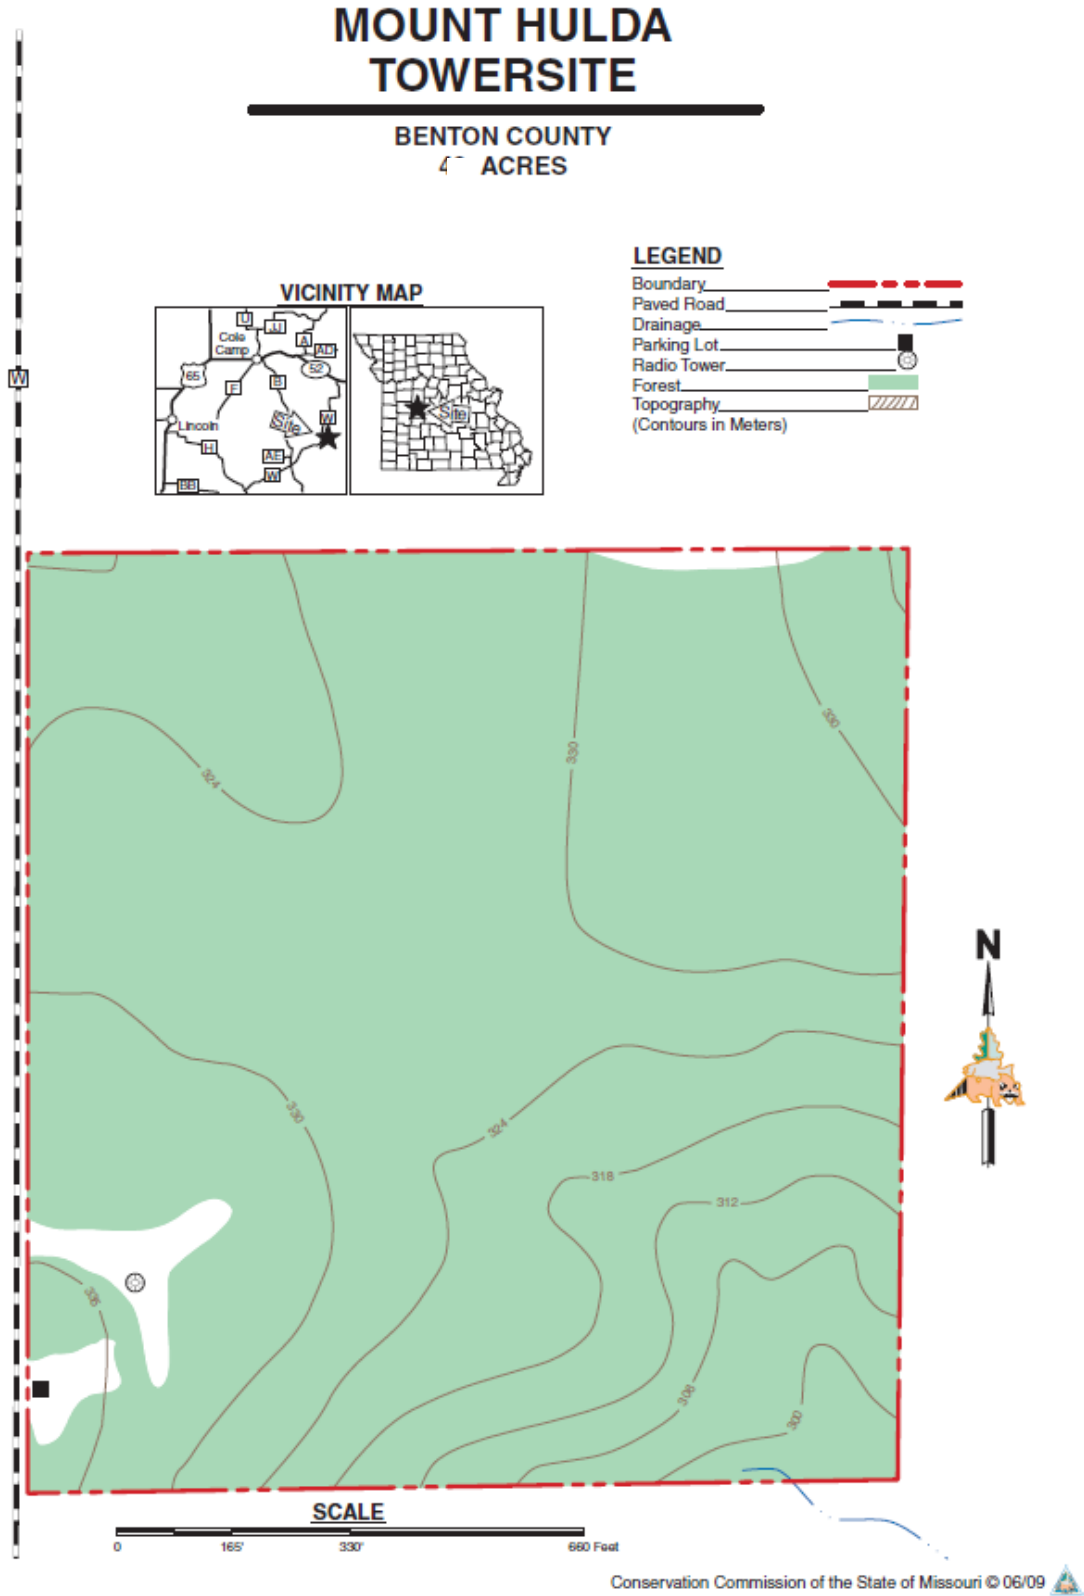 MOUNT HULDA
TOWERSITE
BENTON COUNTY
ACRES
LEGEND
Boundary
Paved Road
Drainage
Parking Lot
Radio Tower
Forest
Topography
(Contours in Meters)
VICINITY MAP
U
JJ
Cole
Camp
A
AD
52
65
F
B
W
Site
Lincoln
H
AE
W
BB
Site
W
330
324
330
330
324
318
312
336
306
300
N
SCALE
0
165'
330'
660 Feet
Conservation Commission of the State of Missouri © 06/09